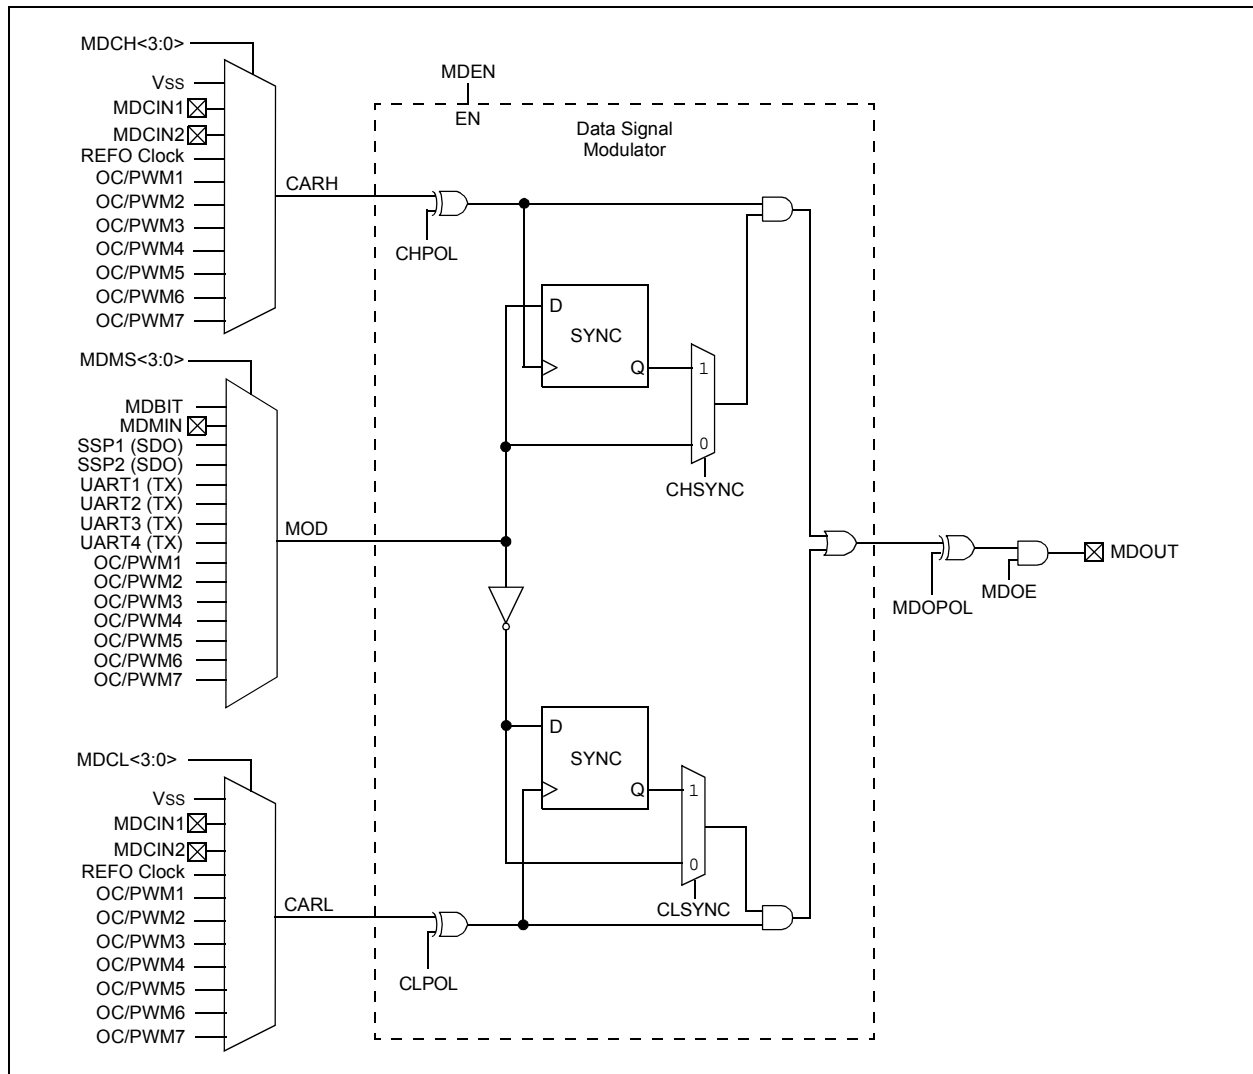 MDCH<3:0>
VSS
MDCIN1
MDCIN2
REFO Clock
OC/PWM1
OC/PWM2
OC/PWM3
OC/PWM4
OC/PWM5
OC/PWM6
OC/PWM7
CARH
MDEN
EN
Data Signal
Modulator
CHPOL
D
SYNC
Q
1
0
CHSYNC
MDMS<3:0>
MDBIT
MDMIN
SSP1 (SDO)
SSP2 (SDO)
UART1 (TX)
UART2 (TX)
UART3 (TX)
UART4 (TX)
OC/PWM1
OC/PWM2
OC/PWM3
OC/PWM4
OC/PWM5
OC/PWM6
OC/PWM7
MOD
MDOPOL
MDOE
MDOUT
D
SYNC
Q
1
0
CLSYNC
MDCL<3:0>
VSS
MDCIN1
MDCIN2
REFO Clock
OC/PWM1
OC/PWM2
OC/PWM3
OC/PWM4
OC/PWM5
OC/PWM6
OC/PWM7
CARL
CLPOL